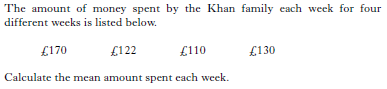 The amount of money spent by the Khan family each week for four
different weeks is listed below.
£170 £122 £110 £130
Calculate the mean amount spent each week.